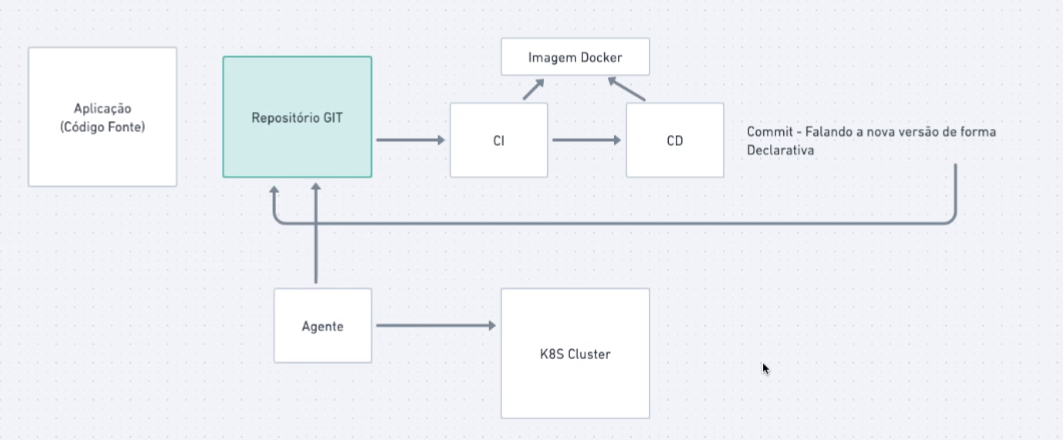 Imagem Docker
Aplicação
(Código Fonte)
Repositório GIT
CI
CD
Commit - Falando a nova versão de forma
Declarativa
Agente
K8S Cluster